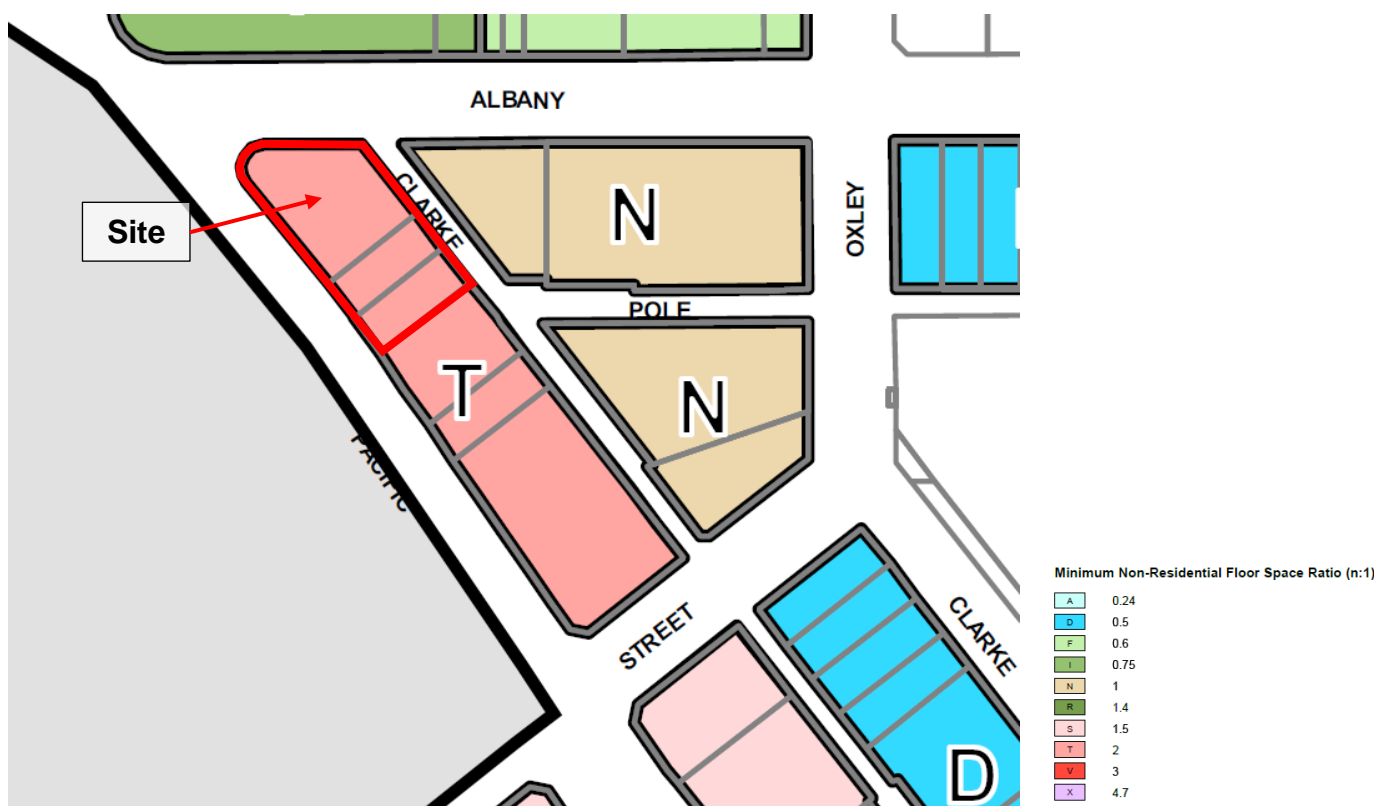 ALBANY
CLARKE
N
OXLEY
Site
POLE
T
N
PACIFIC
STREET
CLARKE
D
Minimum Non-Residential Floor Space Ratio (n:1)
A 0.24
D 0.5
F 0.6
I 0.75
N 1
R 1.4
S 1.5
T 2
V 3
X 4.7